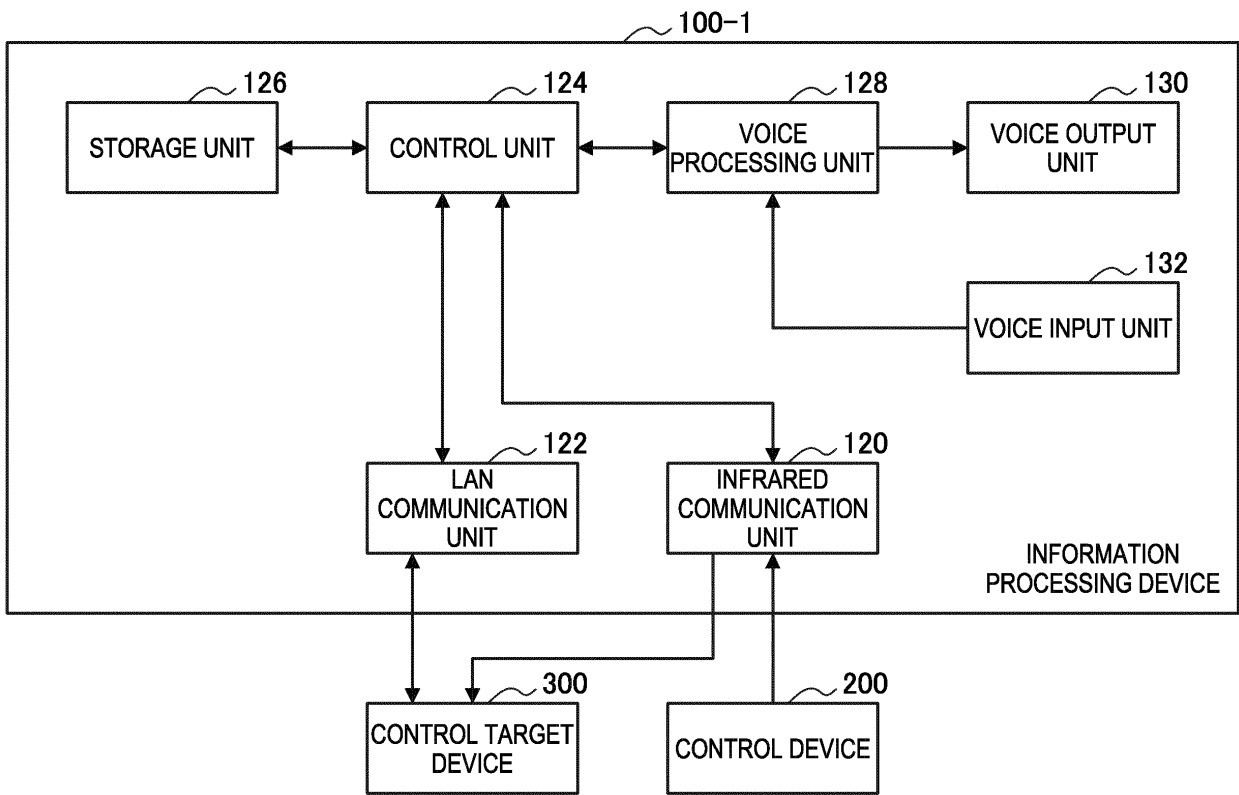 100-1
126
124
128
130
STORAGE UNIT
CONTROL UNIT
VOICE
PROCESSING UNIT
VOICE OUTPUT
UNIT
132
VOICE INPUT UNIT
122
120
LAN
COMMUNICATION
UNIT
INFRARED
COMMUNICATION
UNIT
INFORMATION
PROCESSING DEVICE
300
200
CONTROL TARGET
DEVICE
CONTROL DEVICE